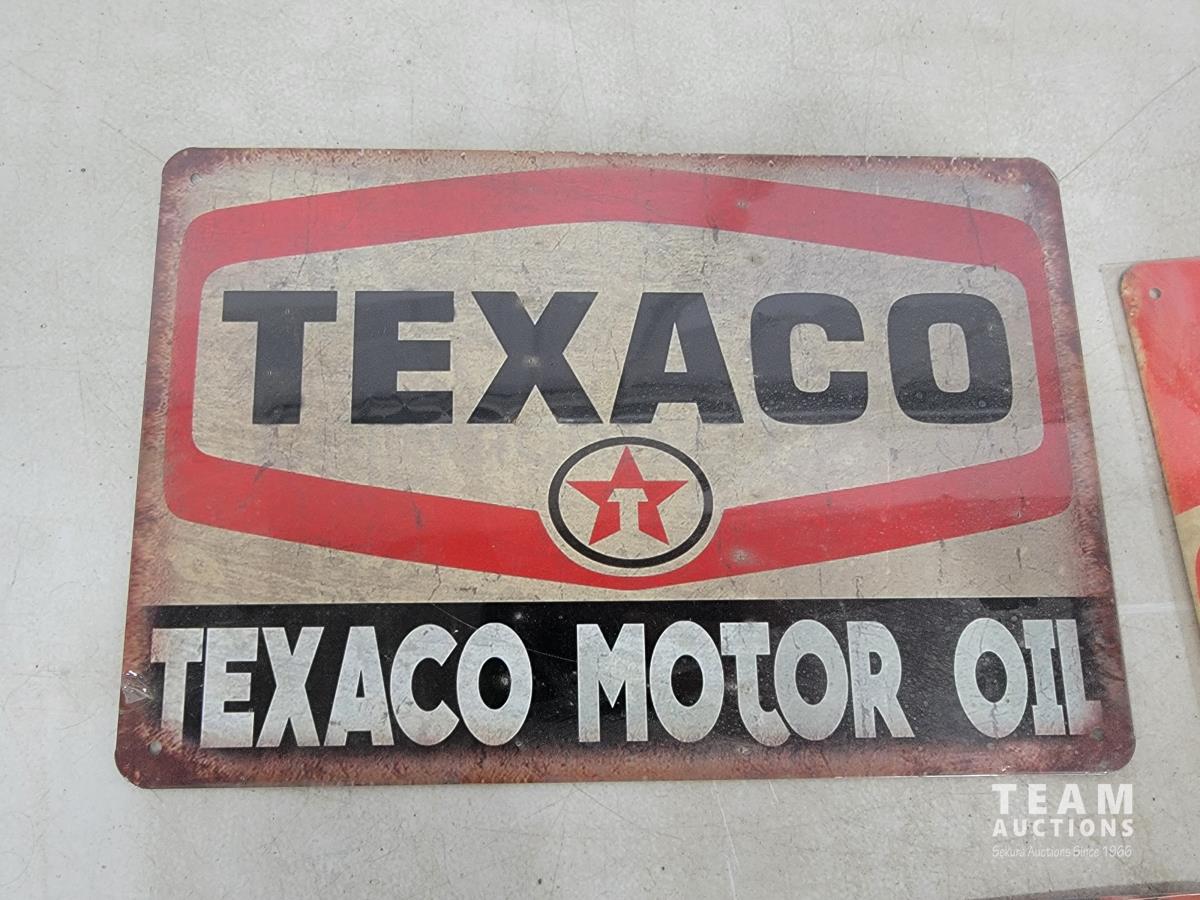 TEXACO
T
TEXACO MOTOR OIL
TEAM
AUCTIONS
Sekura Auctions Since 1966